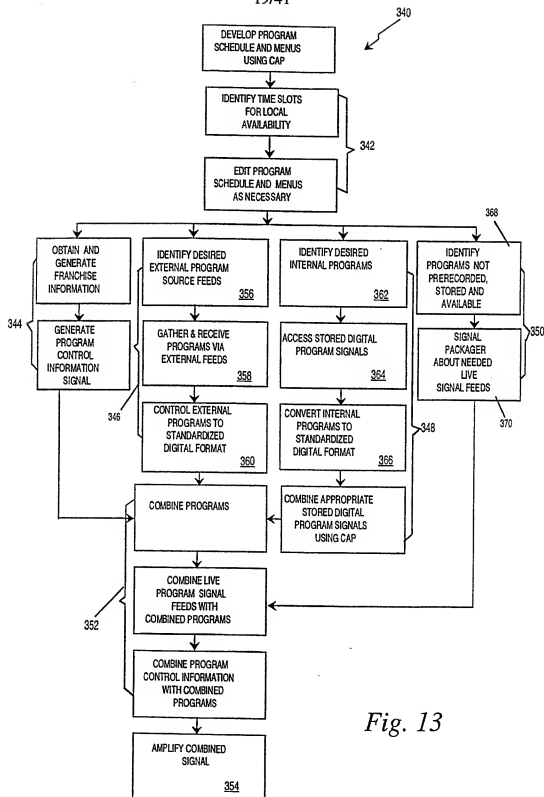 19/41
340
DEVELOP PROGRAM
SCHEDULE AND MENUS
USING CAP
IDENTIFY TIME SLOTS
FOR LOCAL
AVAILABILITY
342
EDIT PROGRAM
SCHEDULE AND MENUS
AS NECESSARY
OBTAIN AND
GENERATE
FRANCHISE
INFORMATION
344
GENERATE
PROGRAM
CONTROL
INFORMATION
SIGNAL
IDENTIFY DESIRED
EXTERNAL PROGRAM
SOURCE FEEDS
356
GATHER & RECEIVE
PROGRAMS VIA
EXTERNAL FEEDS
358
346
CONTROL EXTERNAL
PROGRAMS TO
STANDARDIZED
DIGITAL FORMAT
360
IDENTIFY DESIRED
INTERNAL PROGRAMS
362
ACCESS STORED DIGITAL
PROGRAM SIGNALS
364
348
CONVERT INTERNAL
PROGRAMS TO
STANDARDIZED
DIGITAL FORMAT
366
COMBINE APPROPRIATE
STORED DIGITAL
PROGRAM SIGNALS
USING CAP
368
IDENTIFY
PROGRAMS NOT
PRERECORDED,
STORED AND
AVAILABLE
350
SIGNAL
PACKAGER
ABOUT NEEDED
LIVE
SIGNAL FEEDS
370
COMBINE PROGRAMS
352
COMBINE LIVE
PROGRAM SIGNAL
FEEDS WITH
COMBINED PROGRAMS
COMBINE PROGRAM
CONTROL INFORMATION
WITH COMBINED
PROGRAMS
AMPLIFY COMBINED
SIGNAL
354
Fig. 13